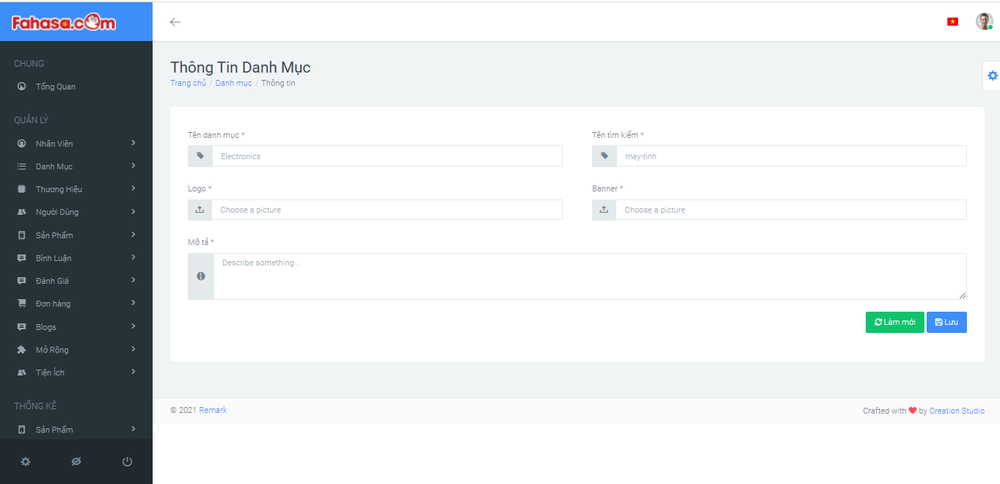 Fahasa.com
CHUNG
Tổng Quan
QUẢN LÝ
Nhân Viên
Danh Mục
Thương Hiệu
Người Dùng
Sản Phẩm
Bình Luận
Đánh Giá
Đơn hàng
Blogs
Mở Rộng
Tiện Ích
THỐNG KÊ
Sản Phẩm
Thông Tin Danh Mục
Trang chủ / Danh mục / Thông tin
Tên danh mục * Tên tìm kiếm *
Electronics may-tinh
Logo * Banner *
Choose a picture Choose a picture
Mô tả *
Describe something...
Làm mới Lưu
© 2021 Remark Crafted with ❤ by Creation Studio